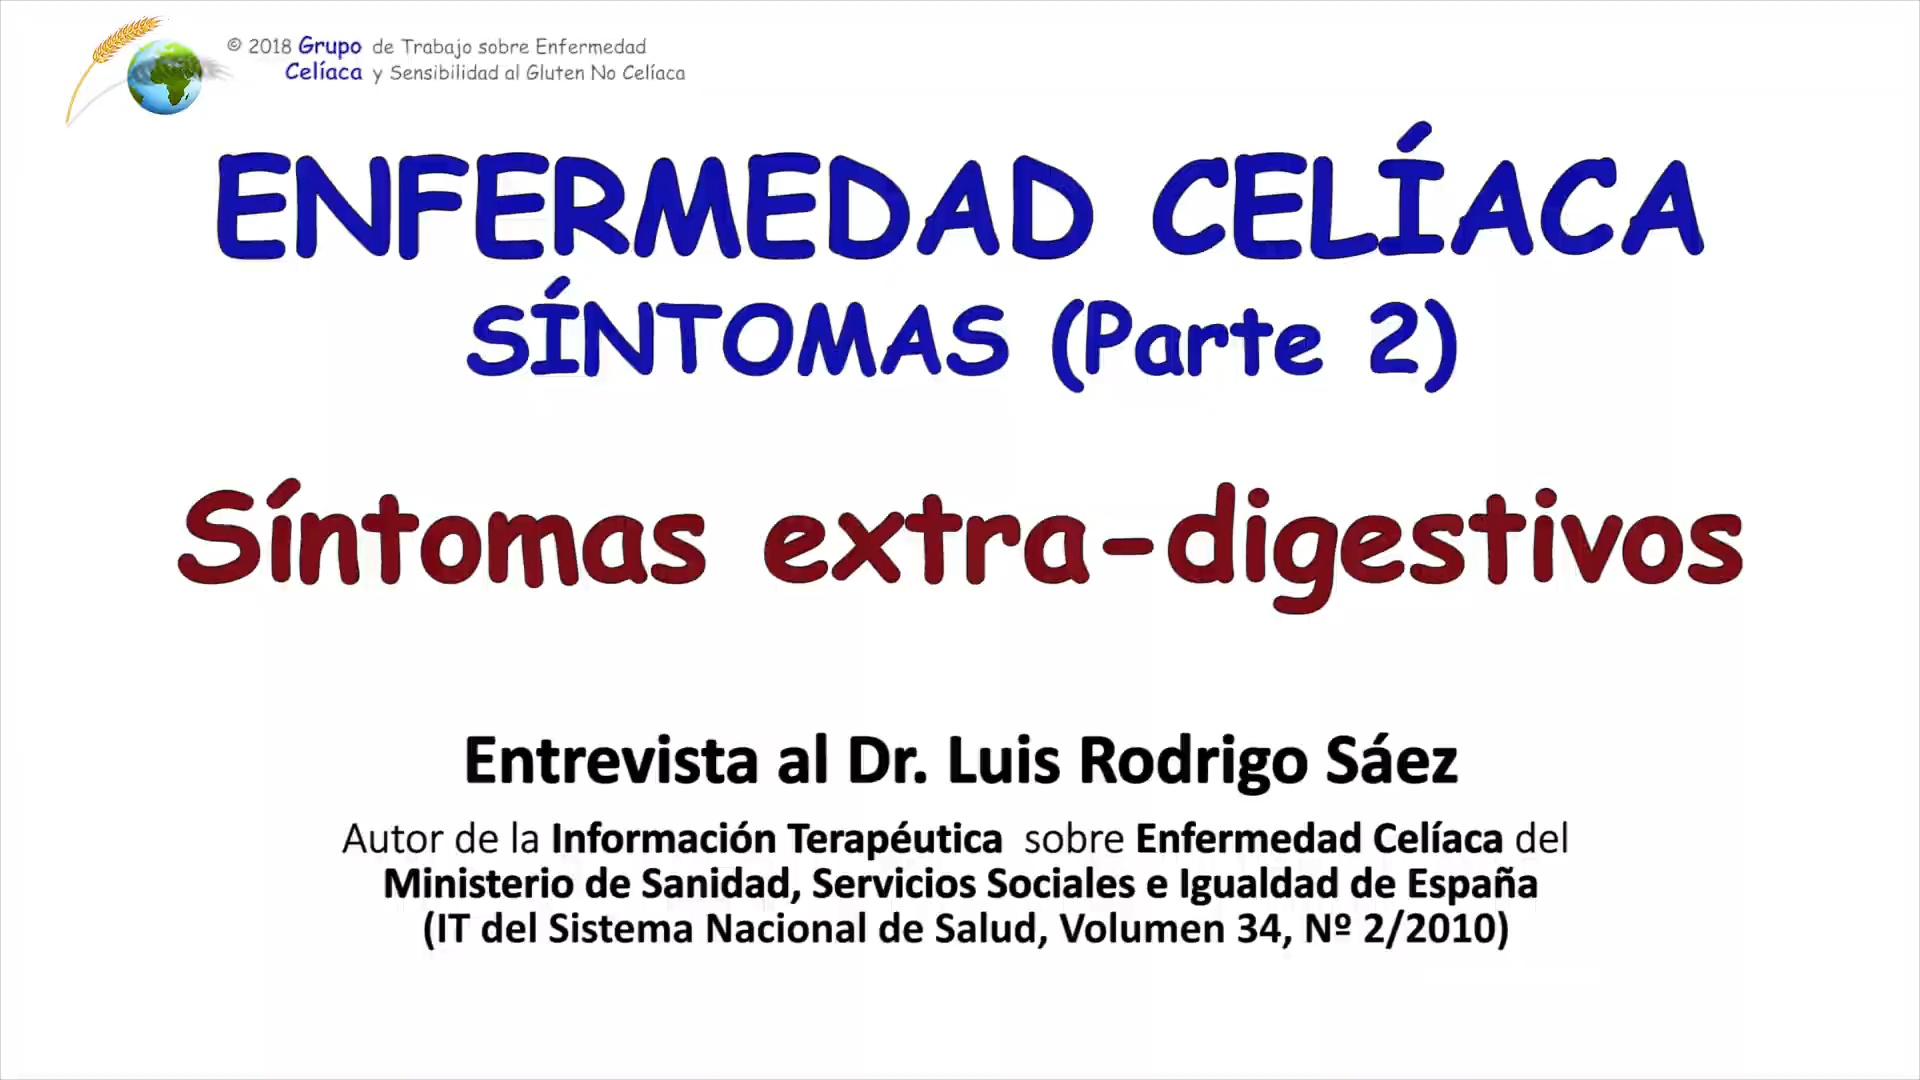 © 2018 Grupo de Trabajo sobre Enfermedad
Celíaca y Sensibilidad al Gluten No Celíaca
ENFERMEDAD CELÍACA
SÍNTOMAS (Parte 2)
Síntomas extra-digestivos
Entrevista al Dr. Luis Rodrigo Sáez
Autor de la Información Terapéutica sobre Enfermedad Celíaca del
Ministerio de Sanidad, Servicios Sociales e Igualdad de España
(IT del Sistema Nacional de Salud, Volumen 34, Nº 2/2010)